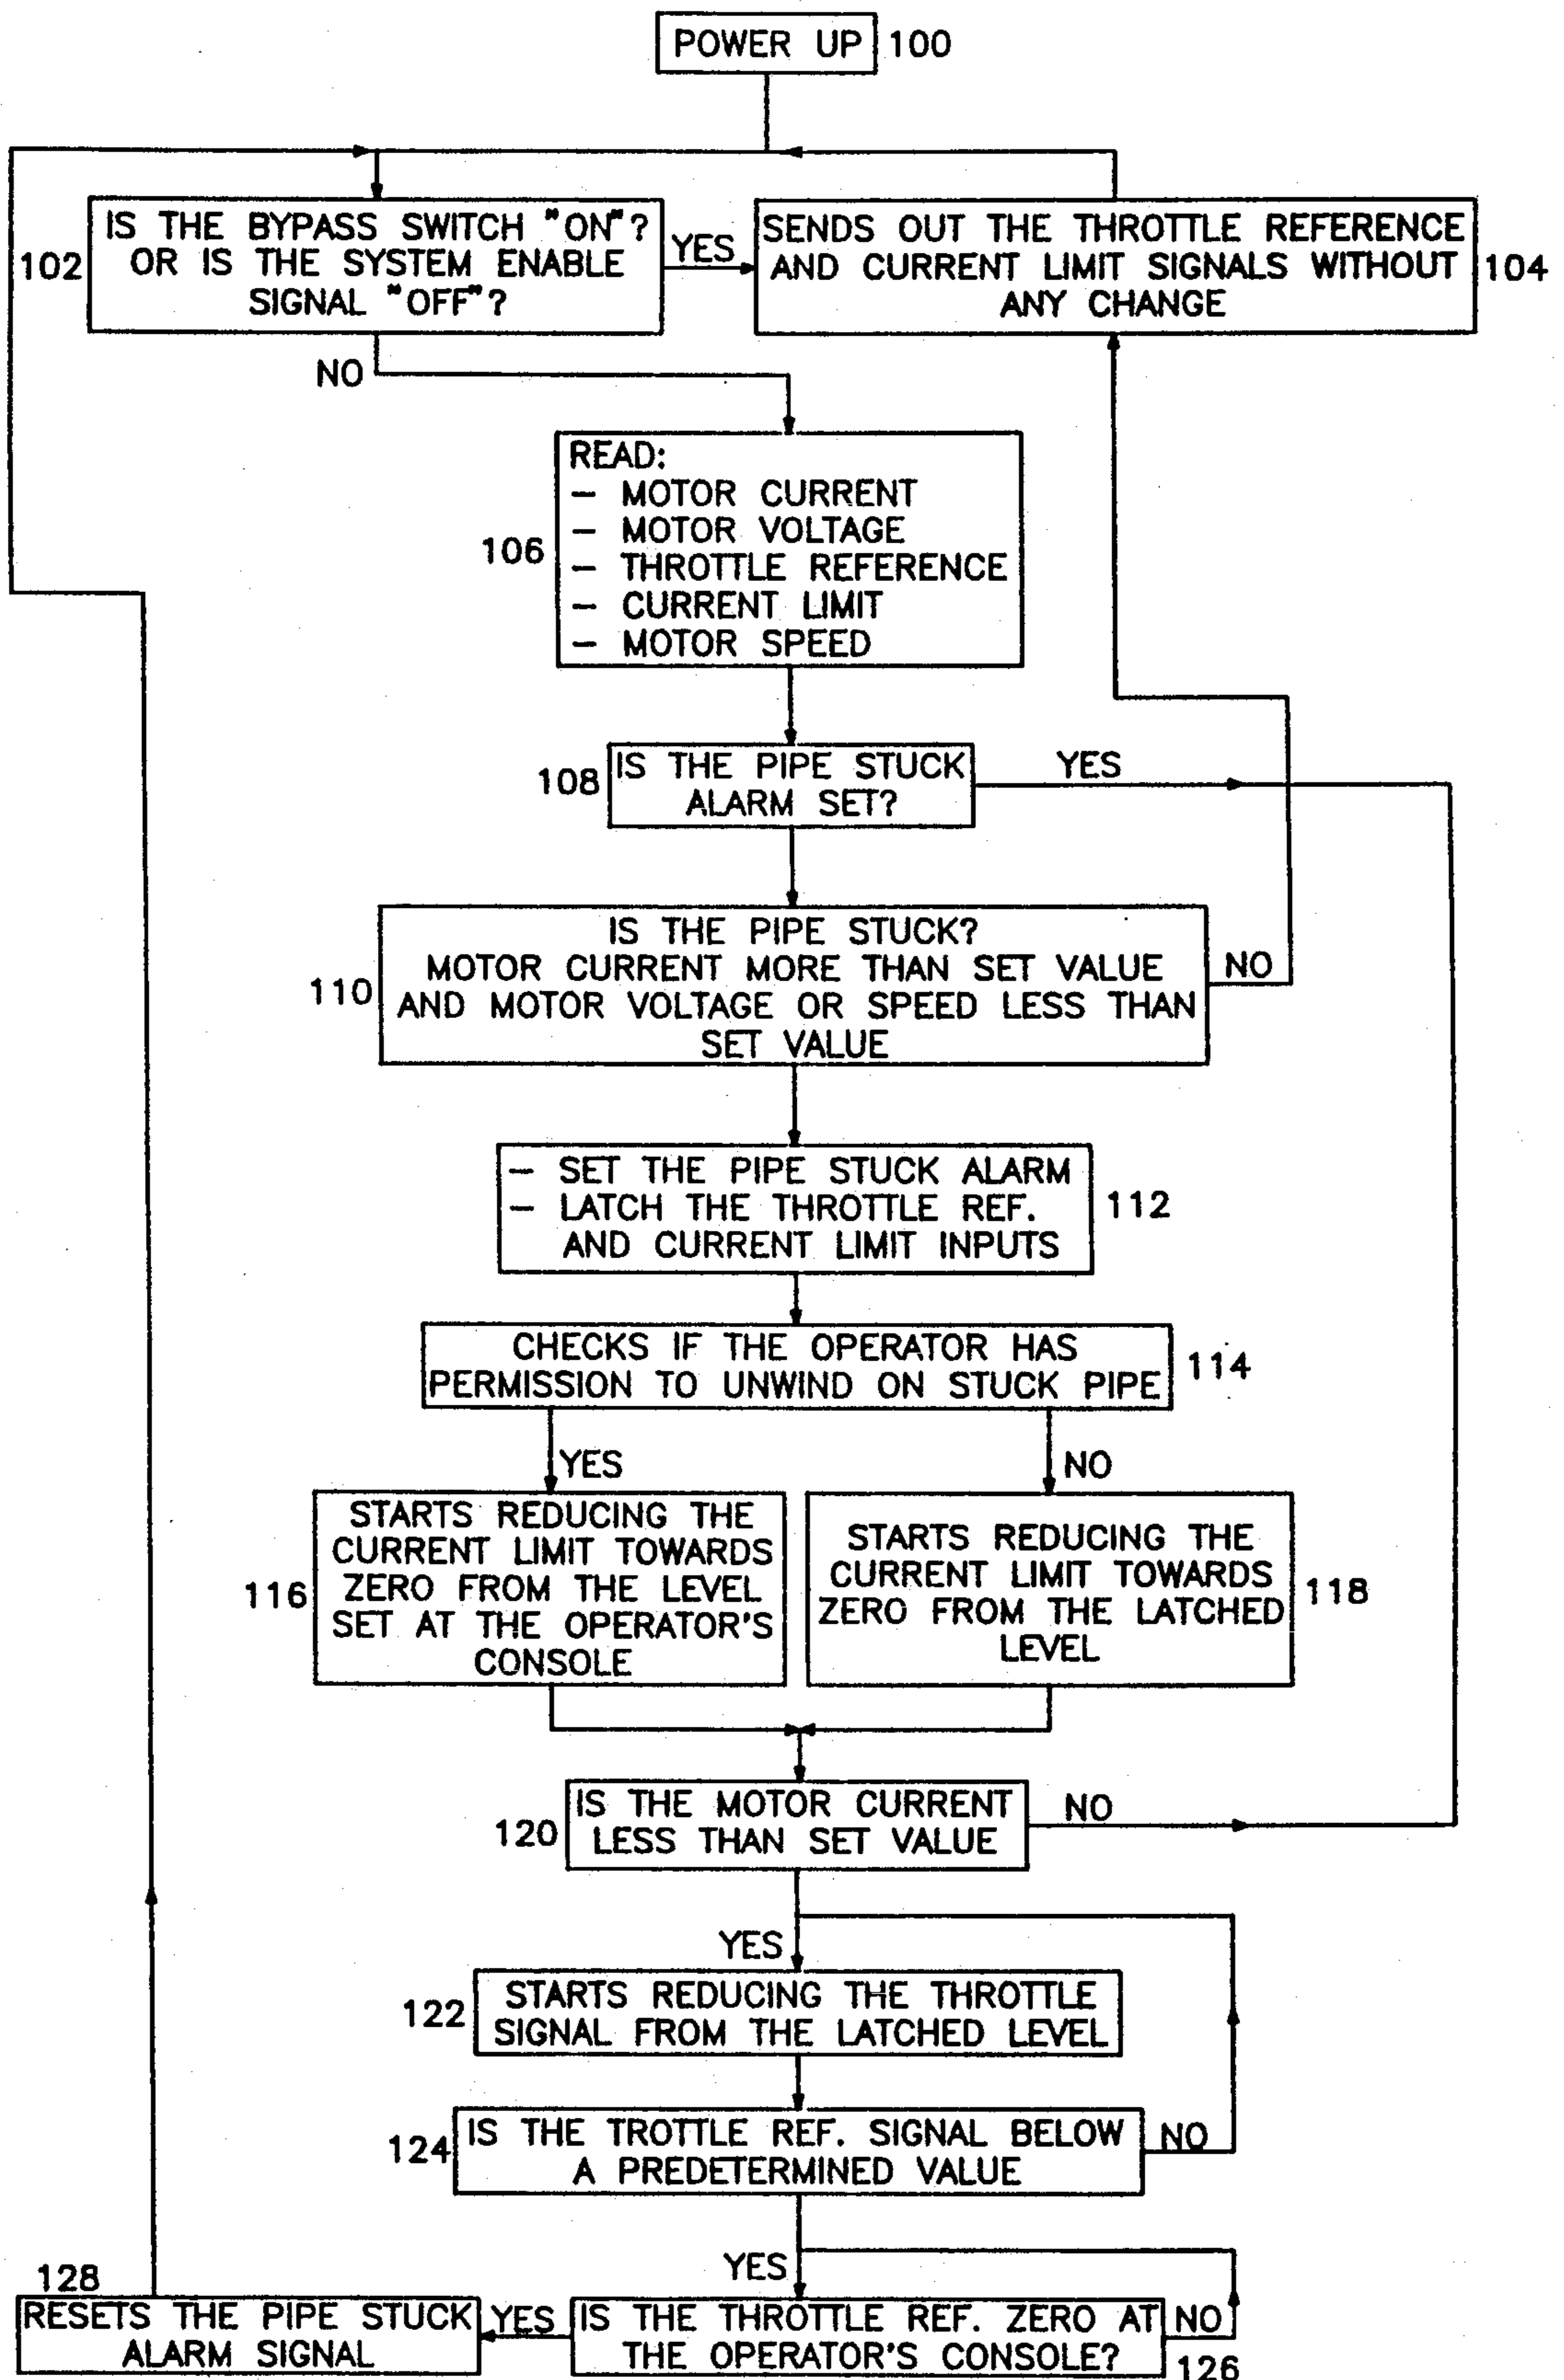 POWER UP 100
IS THE BYPASS SWITCH "ON"?
OR IS THE SYSTEM ENABLE
SIGNAL "OFF"?
102
YES
SENDS OUT THE THROTTLE REFERENCE
AND CURRENT LIMIT SIGNALS WITHOUT
ANY CHANGE
104
NO
READ:
- MOTOR CURRENT
- MOTOR VOLTAGE
- THROTTLE REFERENCE
- CURRENT LIMIT
- MOTOR SPEED
106
IS THE PIPE STUCK
ALARM SET?
108
YES
IS THE PIPE STUCK?
MOTOR CURRENT MORE THAN SET VALUE
AND MOTOR VOLTAGE OR SPEED LESS THAN
SET VALUE
110
NO
- SET THE PIPE STUCK ALARM
- LATCH THE THROTTLE REF.
AND CURRENT LIMIT INPUTS
112
CHECKS IF THE OPERATOR HAS
PERMISSION TO UNWIND ON STUCK PIPE
114
YES
NO
STARTS REDUCING THE
CURRENT LIMIT TOWARDS
ZERO FROM THE LEVEL
SET AT THE OPERATOR'S
CONSOLE
116
STARTS REDUCING THE
CURRENT LIMIT TOWARDS
ZERO FROM THE LATCHED
LEVEL
118
IS THE MOTOR CURRENT
LESS THAN SET VALUE
120
NO
YES
STARTS REDUCING THE THROTTLE
SIGNAL FROM THE LATCHED LEVEL
122
IS THE TROTTLE REF. SIGNAL BELOW
A PREDETERMINED VALUE
124
NO
YES
128
RESETS THE PIPE STUCK
ALARM SIGNAL
YES
IS THE THROTTLE REF. ZERO AT
THE OPERATOR'S CONSOLE?
NO
126